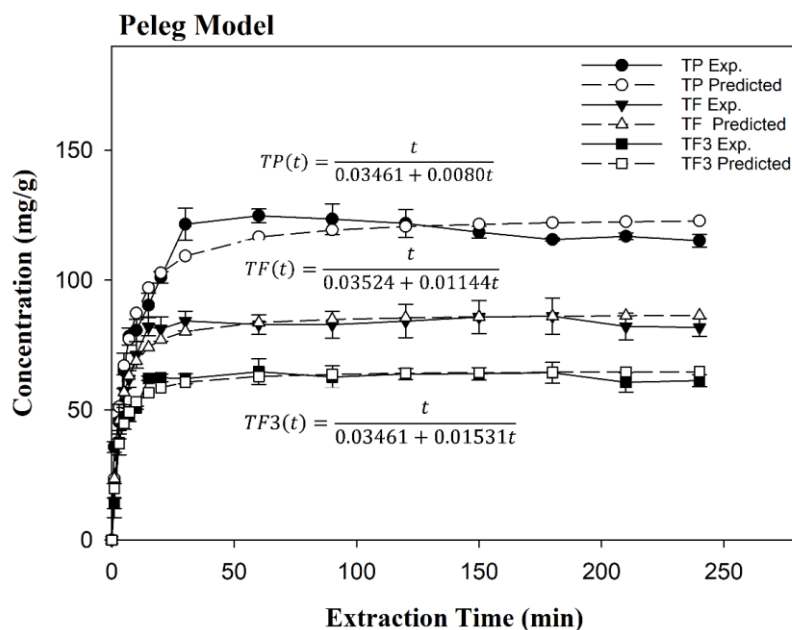 Peleg Model
TP Exp.
TP Predicted
TF Exp.
TF Predicted
TF3 Exp.
TF3 Predicted
TP(t) = t / 0.03461 + 0.0080t
TF(t) = t / 0.03524 + 0.01144t
TF3(t) = t / 0.03461 + 0.01531t
Concentration (mg/g)
150
100
50
0
0 50 100 150 200 250
Extraction Time (min)